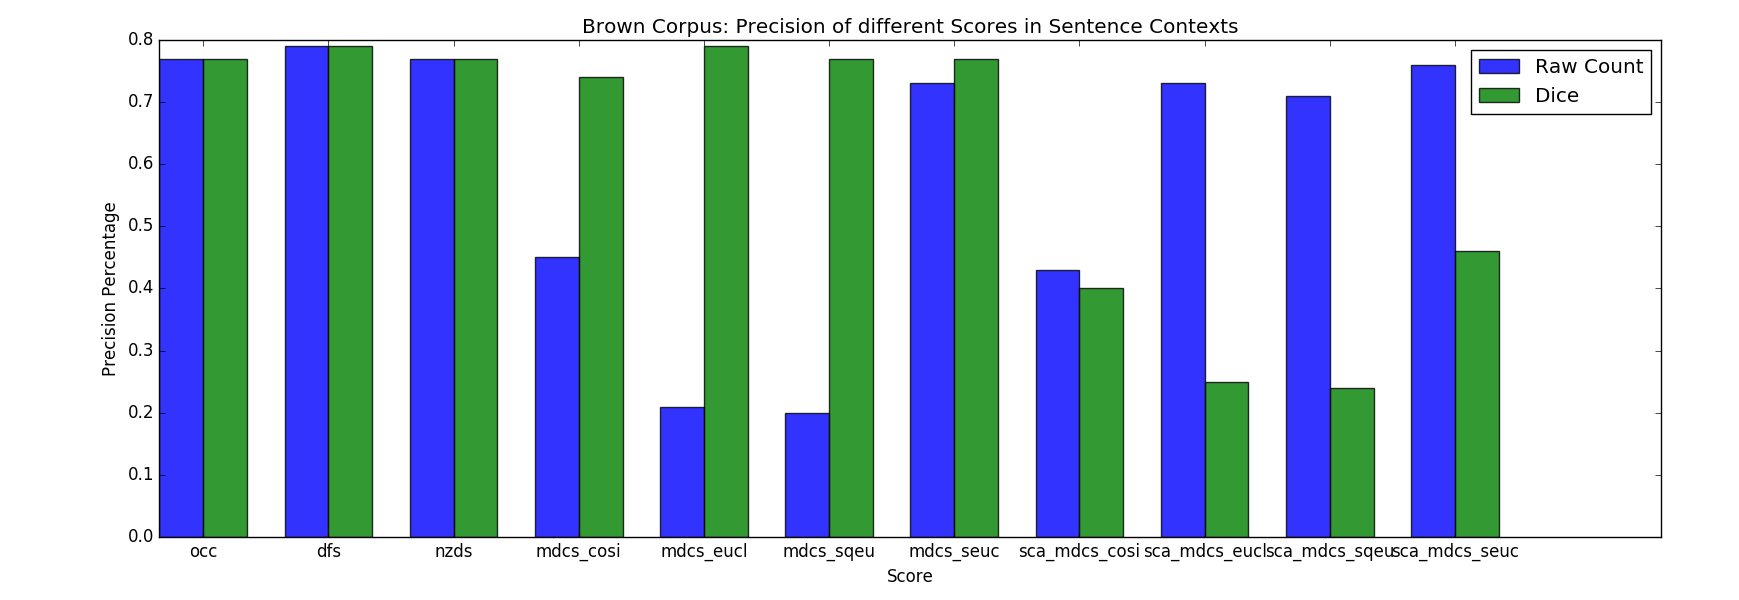 Brown Corpus: Precision of different Scores in Sentence Contexts
Raw Count
Dice
Precision Percentage
0.8
0.7
0.6
0.5
0.4
0.3
0.2
0.1
0.0
occ dfs nzds mdcs_cosi mdcs_eucl mdcs_sqeu mdcs_seuc sca_mdcs_cosi sca_mdcs_eucl sca_mdcs_sqeu sca_mdcs_seuc
Score